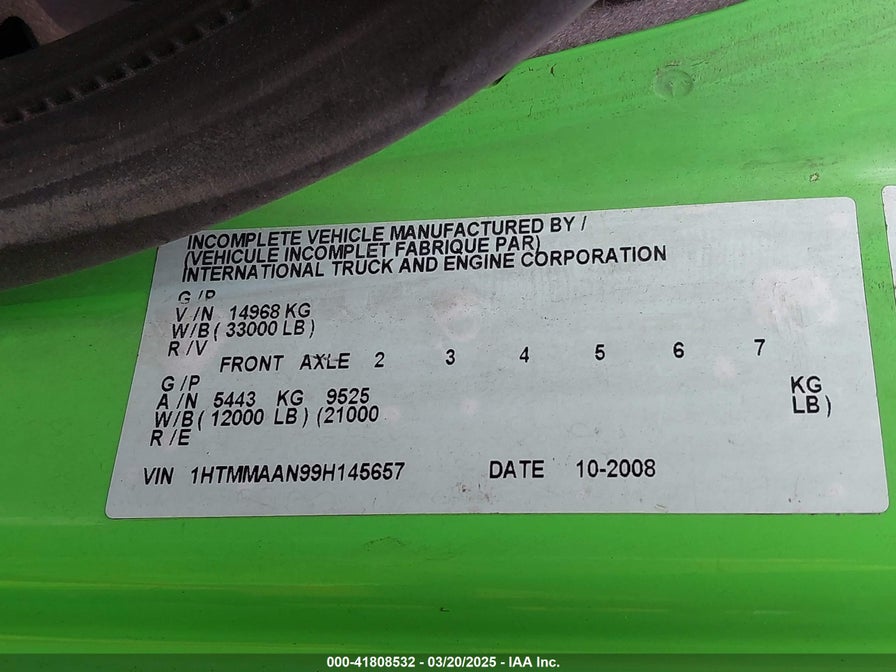 INCOMPLETE VEHICLE MANUFACTURED BY /
(VEHICULE INCOMPLET FABRIQUE PAR)
INTERNATIONAL TRUCK AND ENGINE CORPORATION
G/P
V/N 14968 KG
W/B ( 33000 LB )
R/V
FRONT AXLE 2 3 4 5 6 7
G/P
A/N 5443 KG 9525 KG
W/B ( 12000 LB ) (21000 LB )
R/E
VIN 1HTMMAAN99H145657 DATE 10-2008
000-41808532 - 03/20/2025 - IAA Inc.